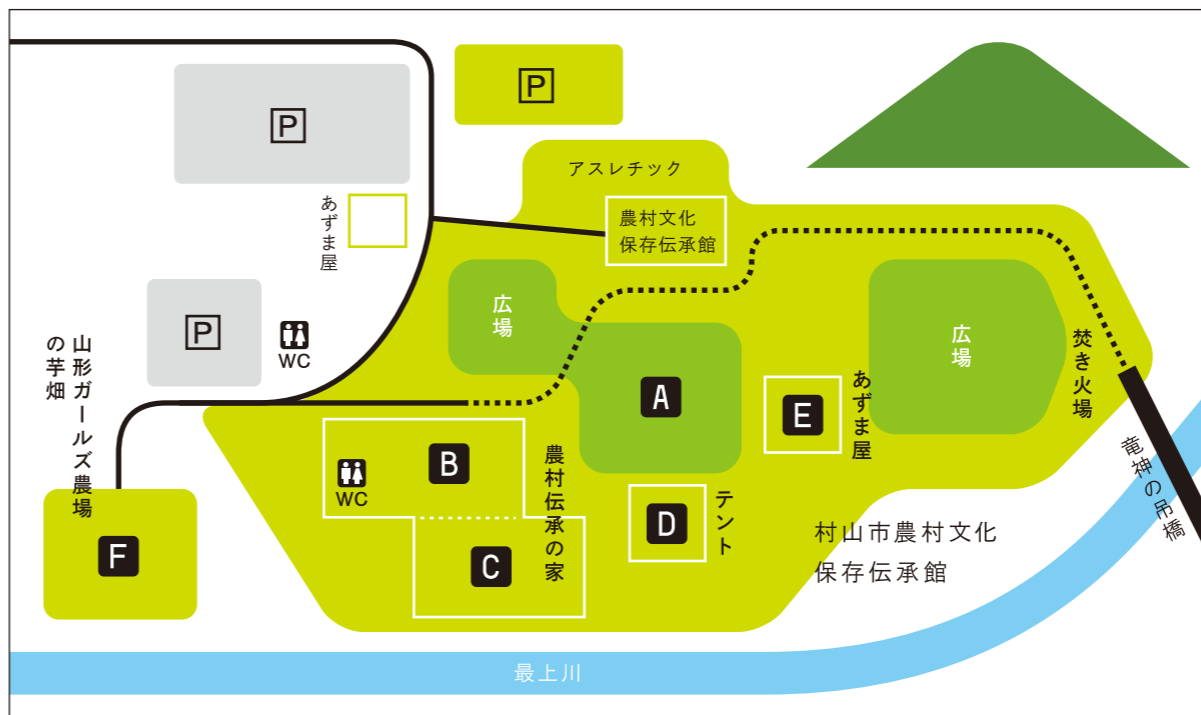 P
P
アスレチック
あずま屋
農村文化
保存伝承館
広場
広場
P
WC
山形ガールズ農場
の芋畑
焚き火場
A
E
あずま屋
B
WC
農村伝承の家
竜神の吊橋
D
テント
村山市農村文化
保存伝承館
F
C
最上川